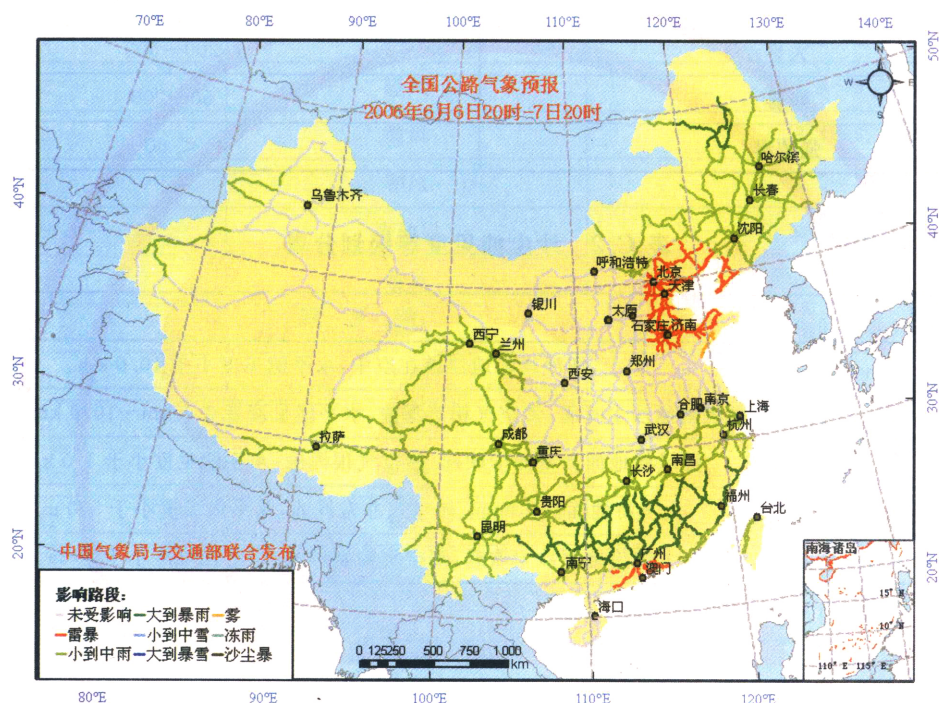 70°E 80°E 90°E 100°E 110°E 120°E 130°E 140°E
50°N
全国公路气象预报
2006年6月6日20时-7日20时
N
W E
S
哈尔滨
长春
乌鲁木齐
40°N 40°N
沈阳
呼和浩特
北京
天津
银川
太原
石家庄 济南
西宁
兰州
30°N
郑州
西安
30°N
合肥 南京
上海
拉萨
成都
武汉
杭州
重庆
南昌
长沙
贵阳
福州
台北
昆明
20°N
中国气象局与交通部联合发布
广州
南宁
澳门
南海诸岛
20°N
影响路段：
未受影响 大到暴雨 雾
雷暴 小到中雪 冻雨
小到中雨 大到暴雪 沙尘暴
海口
15°N
10°N
0 125250 500 750 1,000
km
110°E 115°E
80°E 90°E 100°E 110°E 120°E